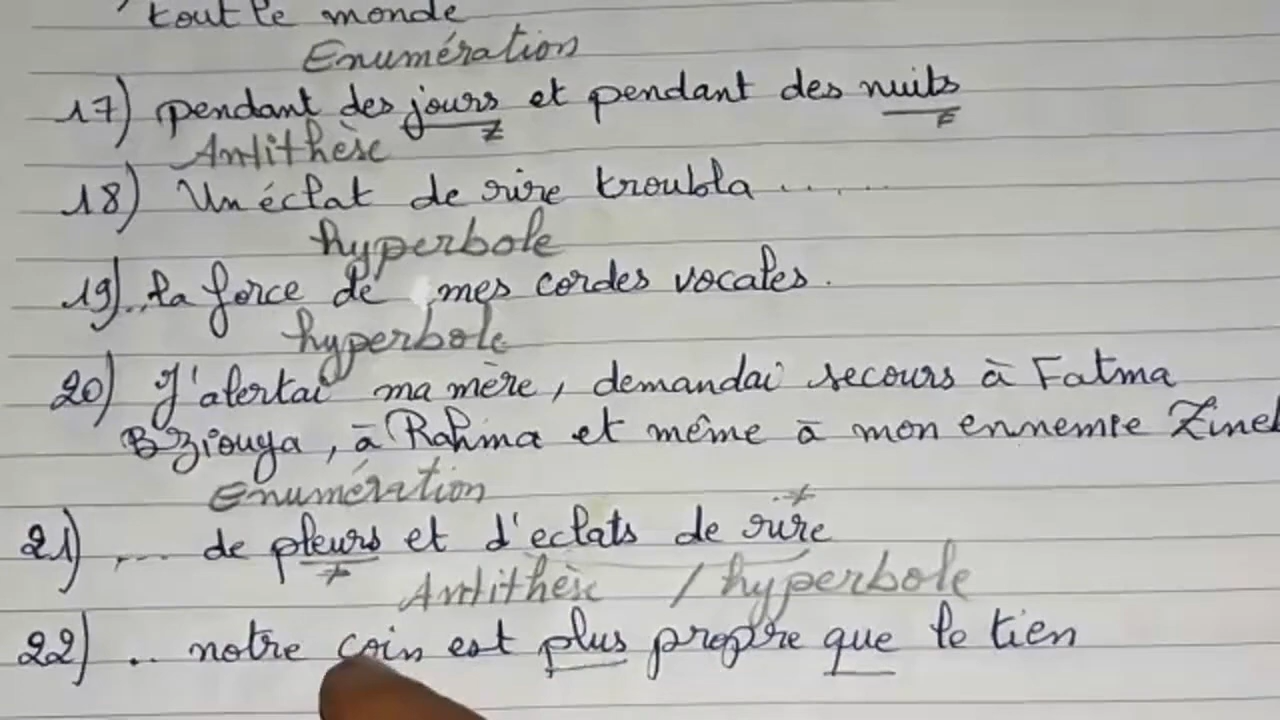 tout le monde
Enumération
17) pendant des jours et pendant des nuits
Antithèse
18) Un éclat de rire troubla ......
hyperbole
19).. la force de mes cordes vocales.
hyperbole
20) J'alertai ma mère, demandai secours à Fatma
Bziouya, à Rahma et même à mon ennemie Zineb
Enumération
21) .... de pleurs et d'eclats de rire
Antithèse / hyperbole
22) .. notre coin est plus propre que le tien